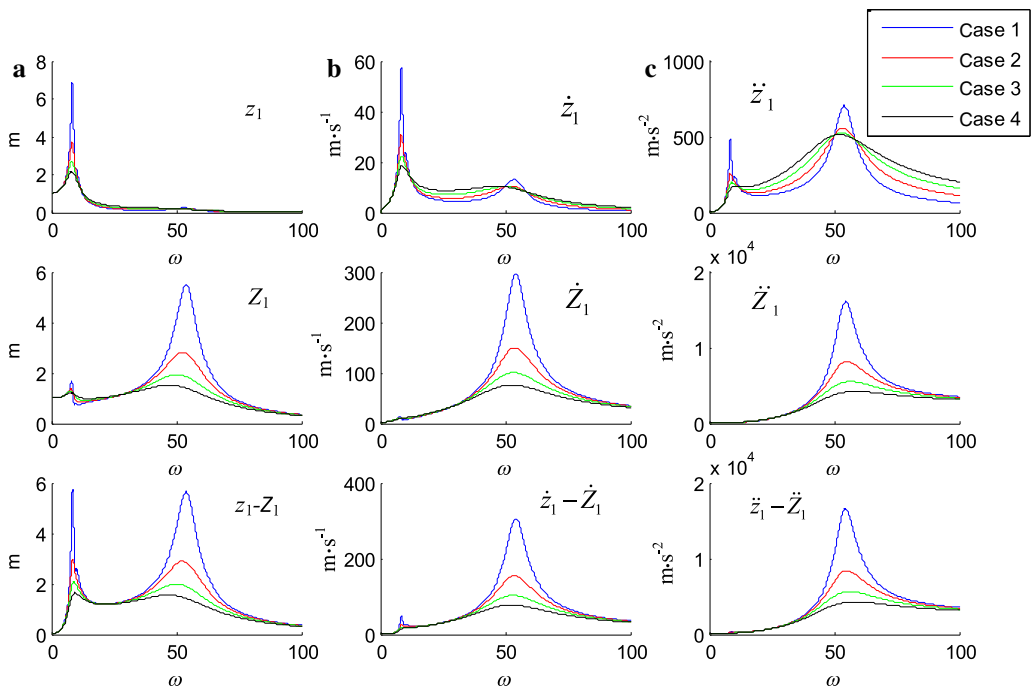 Case 1
Case 2
Case 3
Case 4
a
8
6
4
2
0
m
z₁
0
50
100
ω
b
60
40
20
0
m·s⁻¹
ż₁
0
50
100
ω
c
1000
500
0
m·s⁻²
z̈₁
0
50
100
ω
6
4
2
0
m
Z₁
0
50
100
ω
300
200
100
0
m·s⁻¹
Ż₁
0
50
100
ω
x 10⁴
2
1
0
m·s⁻²
Z̈₁
0
50
100
ω
6
4
2
0
m
z₁-Z₁
0
50
100
ω
400
200
0
m·s⁻¹
ż₁−Ż₁
0
50
100
ω
x 10⁴
2
1
0
m·s⁻²
z̈₁−Z̈₁
0
50
100
ω